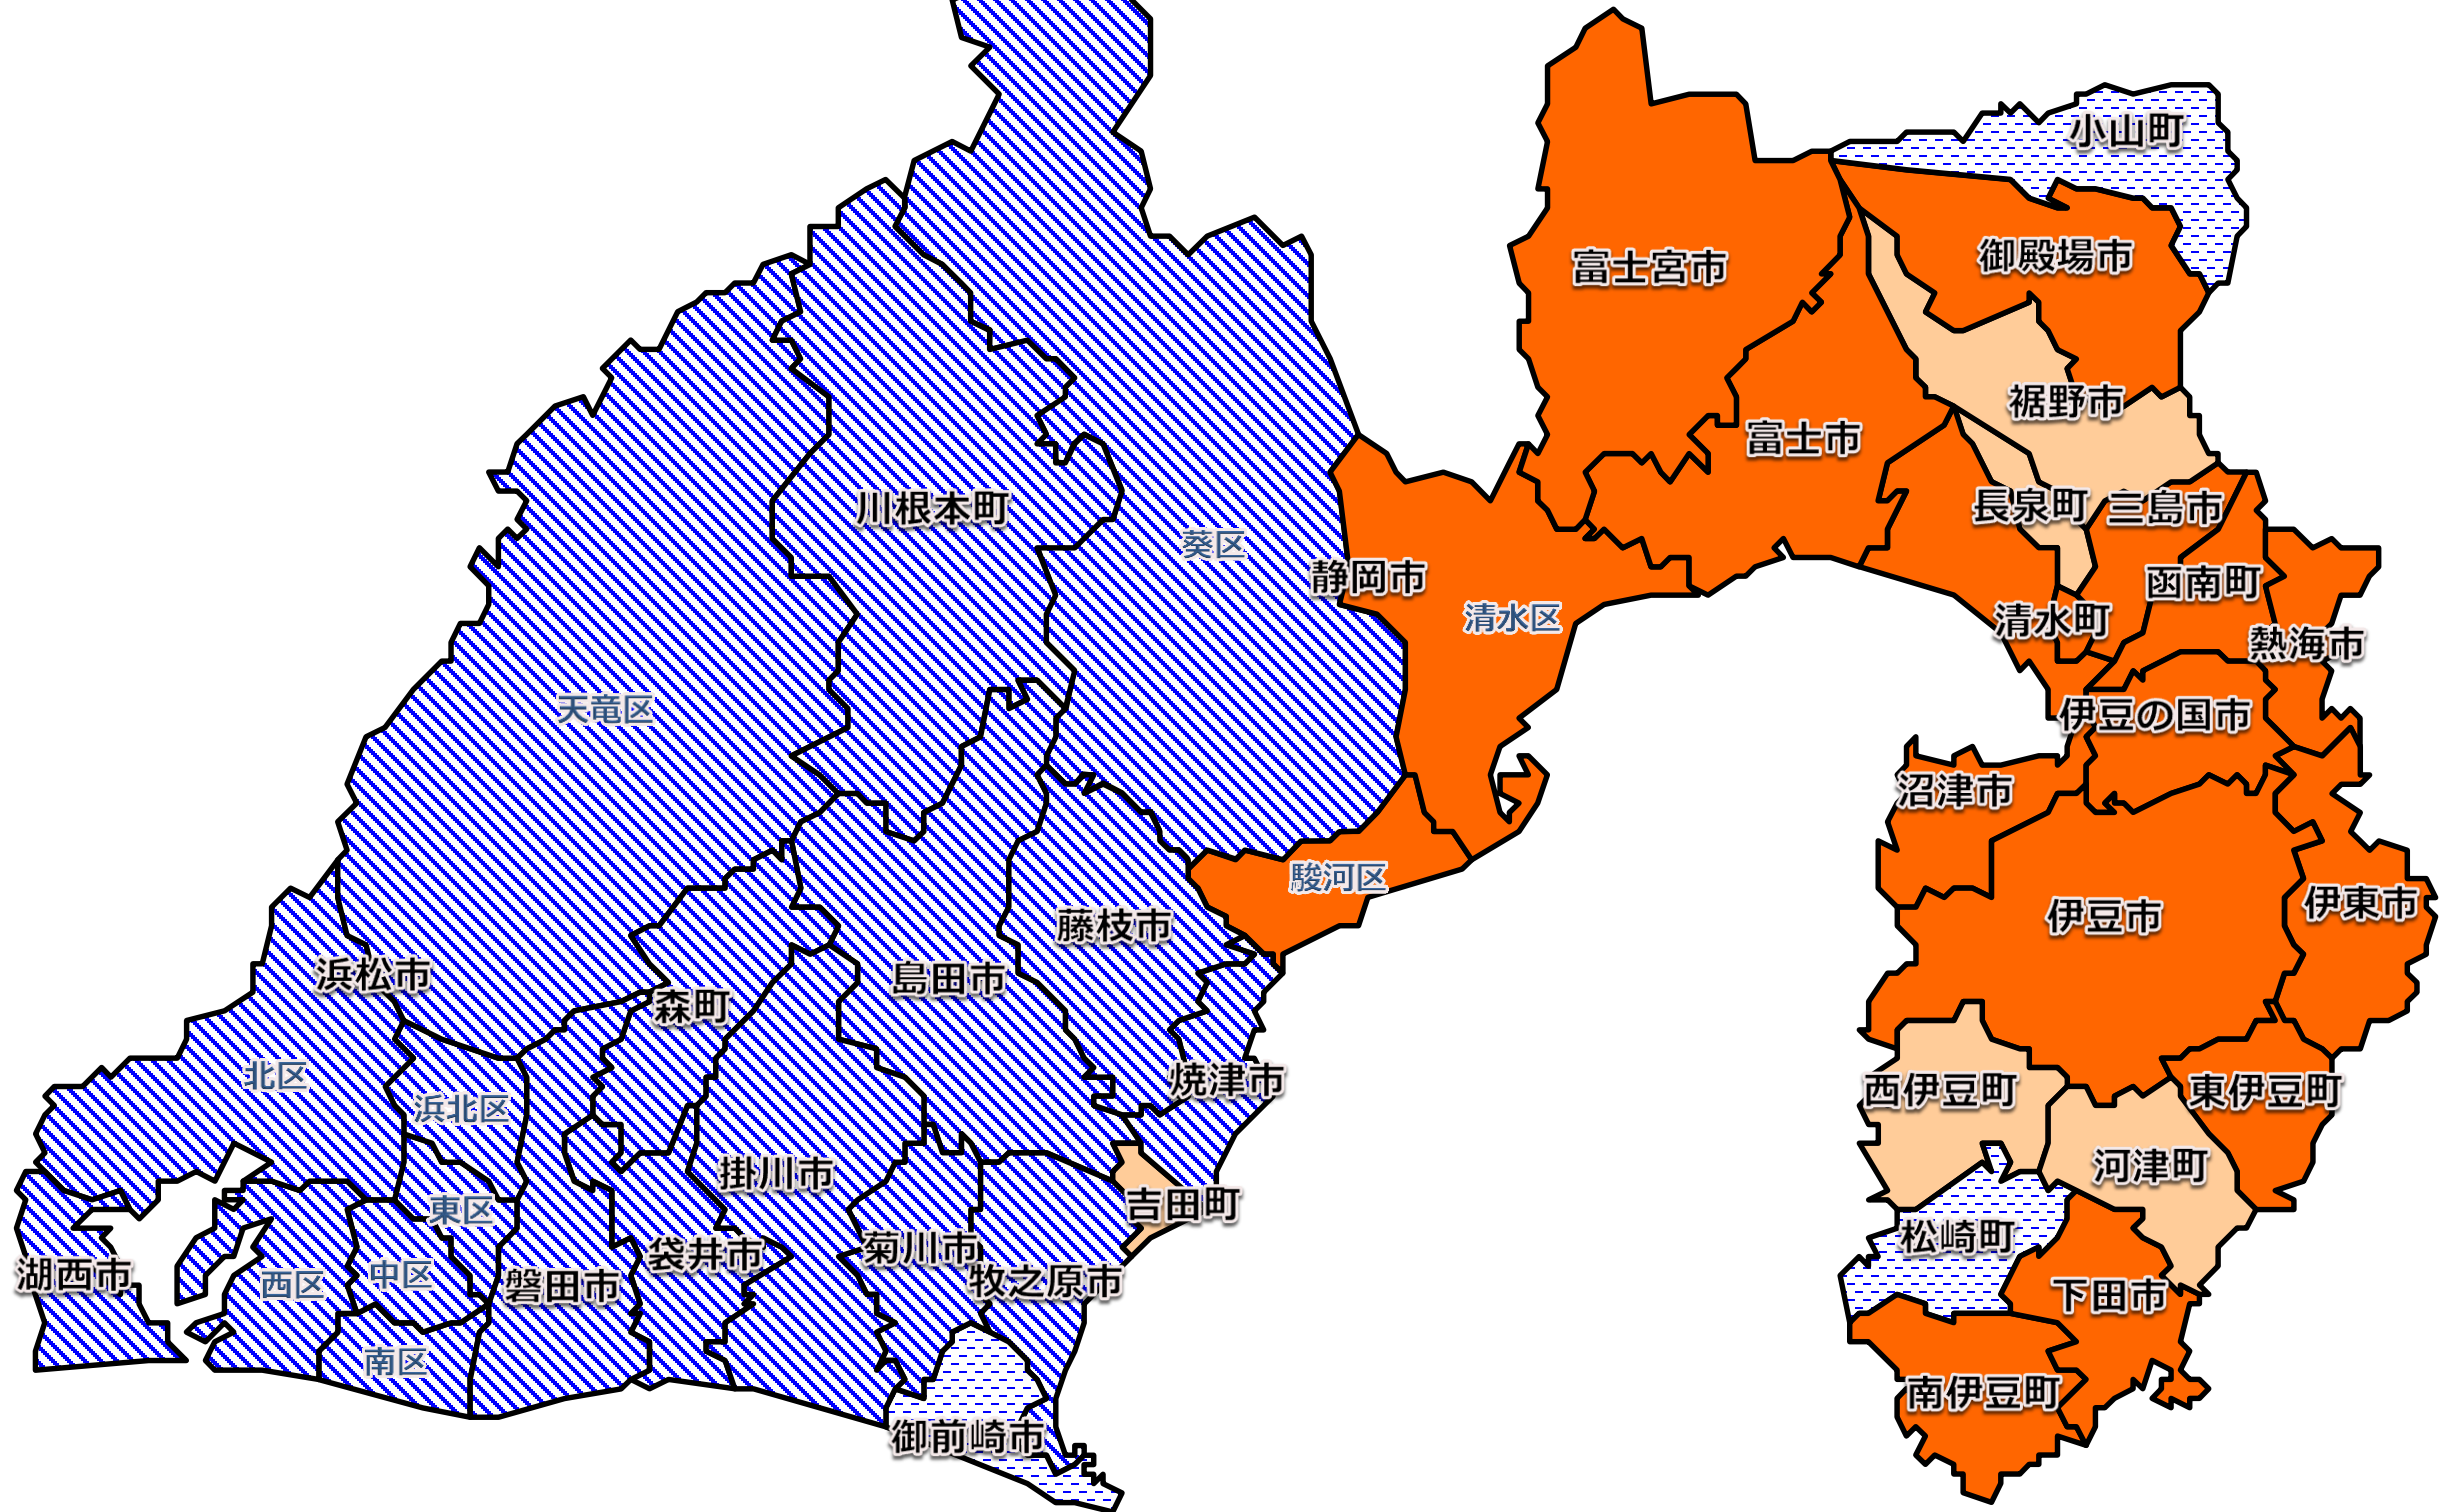 小山町
御殿場市
富士宮市
裾野市
富士市
長泉町
三島市
川根本町
葵区
静岡市
函南町
清水区
清水町
熱海市
天竜区
伊豆の国市
沼津市
駿河区
伊東市
伊豆市
藤枝市
浜松市
島田市
森町
北区
焼津市
西伊豆町
東伊豆町
浜北区
掛川市
河津町
東区
吉田町
松崎町
菊川市
袋井市
湖西市
中区
西区
磐田市
牧之原市
下田市
南区
南伊豆町
御前崎市